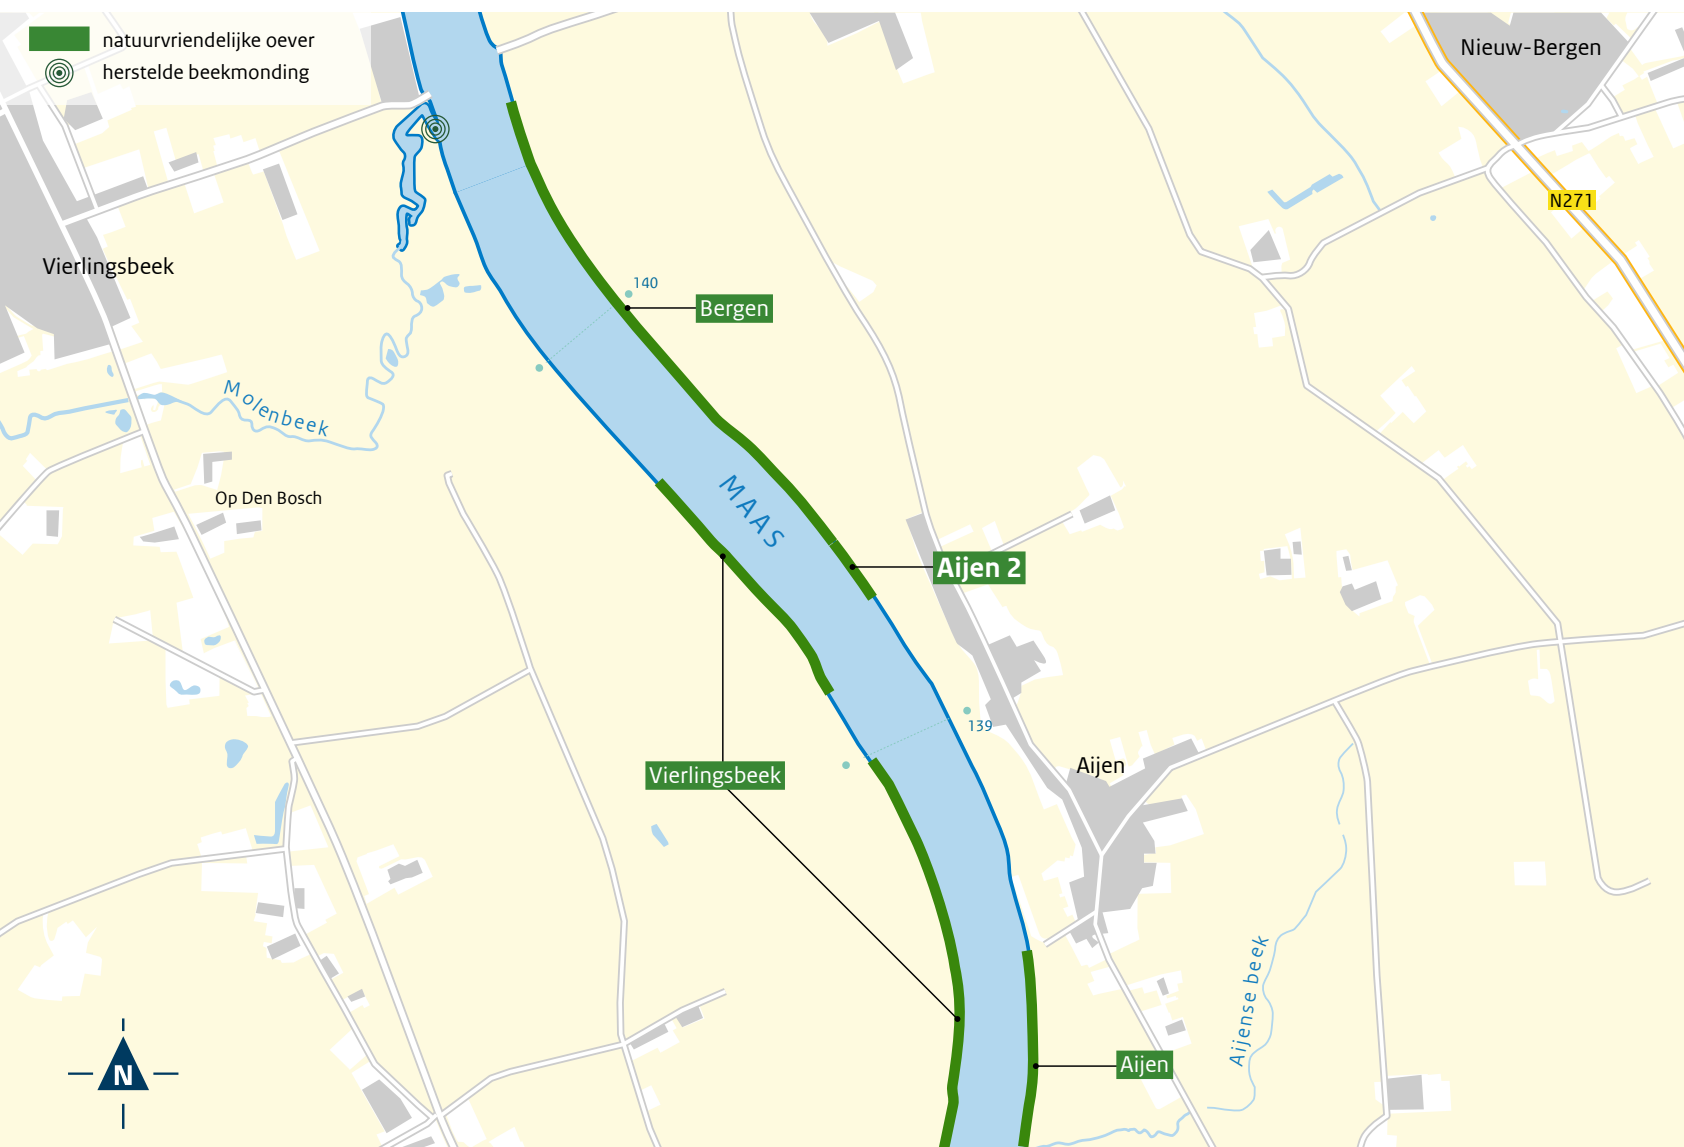 natuurvriendelijke oever
herstelde beekmonding
Nieuw-Bergen
N271
Vierlingsbeek
140
Bergen
Molenbeek
MAAS
Op Den Bosch
Aijen 2
139
Aijen
Vierlingsbeek
Aijense beek
Aijen
N